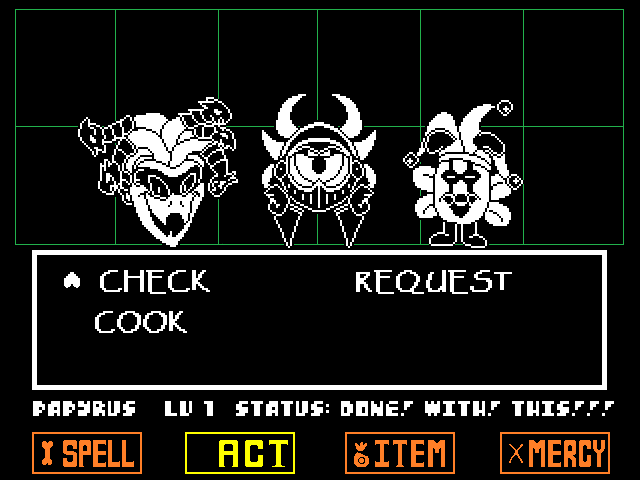 CHECK REQUEST
COOK
PAPYRUS LV 1 STATUS: DONE! WITH! THIS!!!
SPELL ACT ITEM MERCY